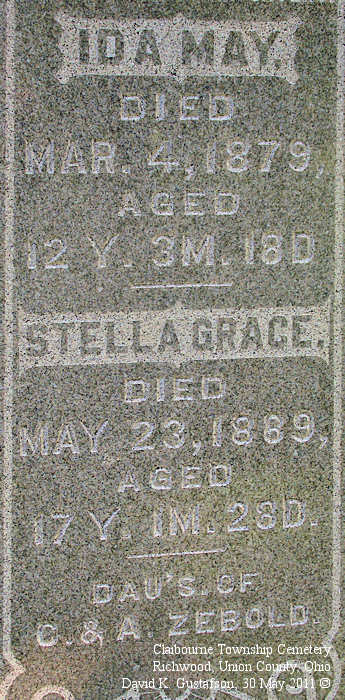 IDA MAY.
DIED
MAR. 4, 1879,
AGED
12 Y. 3M. 18D
STELLA GRACE.
DIED
MAY 23, 1889,
AGED
17 Y. 1M. 28D.
DAU'S. OF
C. & A. ZEBOLD.
Claibourne Township Cemetery
Richwood, Union County, Ohio
David K. Gustafson, 30 May 2011 ©